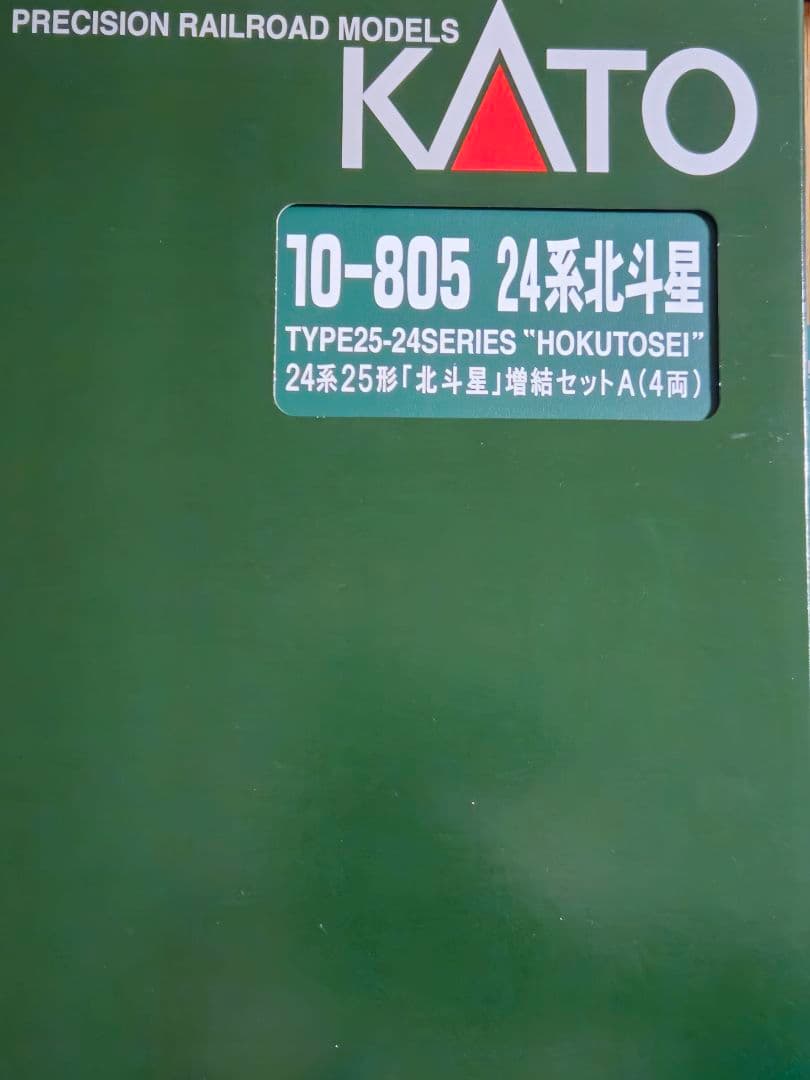 PRECISION RAILROAD MODELS
KATO
10-805 24系北斗星
TYPE25-24SERIES "HOKUTOSEI"
24系25形「北斗星」増結セットA(4両)